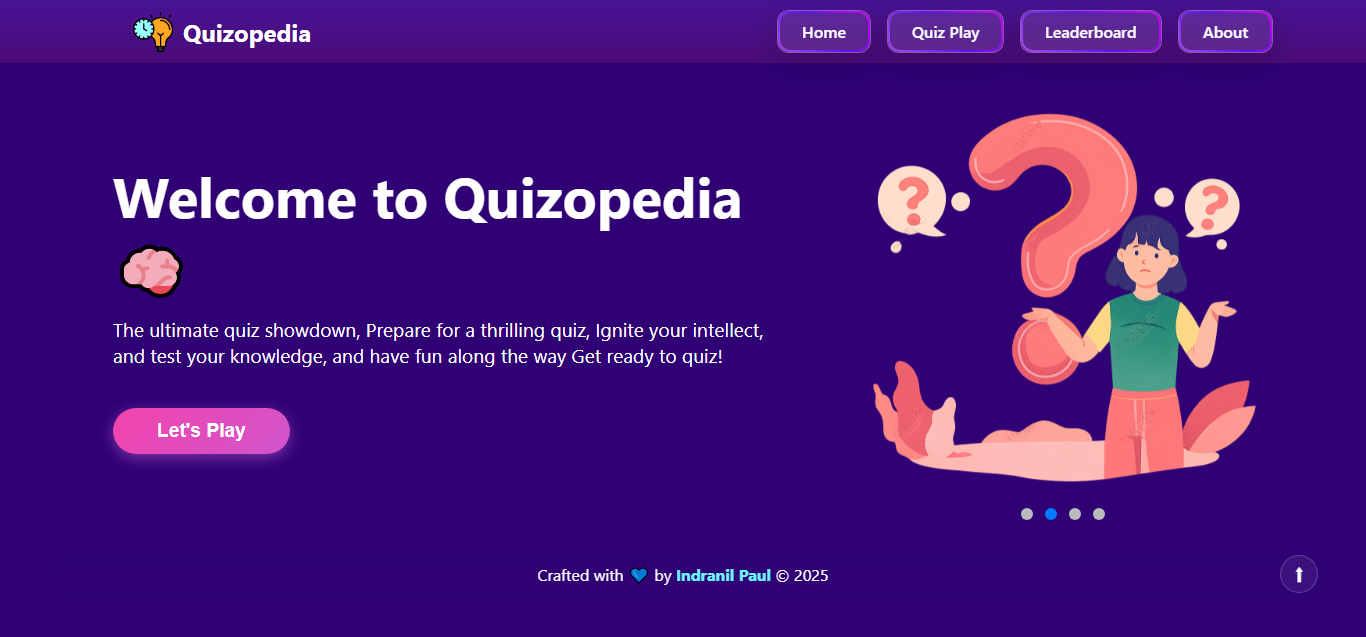 Quizopedia
Home
Quiz Play
Leaderboard
About
Welcome to Quizopedia
The ultimate quiz showdown, Prepare for a thrilling quiz, Ignite your intellect,
and test your knowledge, and have fun along the way Get ready to quiz!
Let's Play
? ? ?
Crafted with 💙 by Indranil Paul © 2025